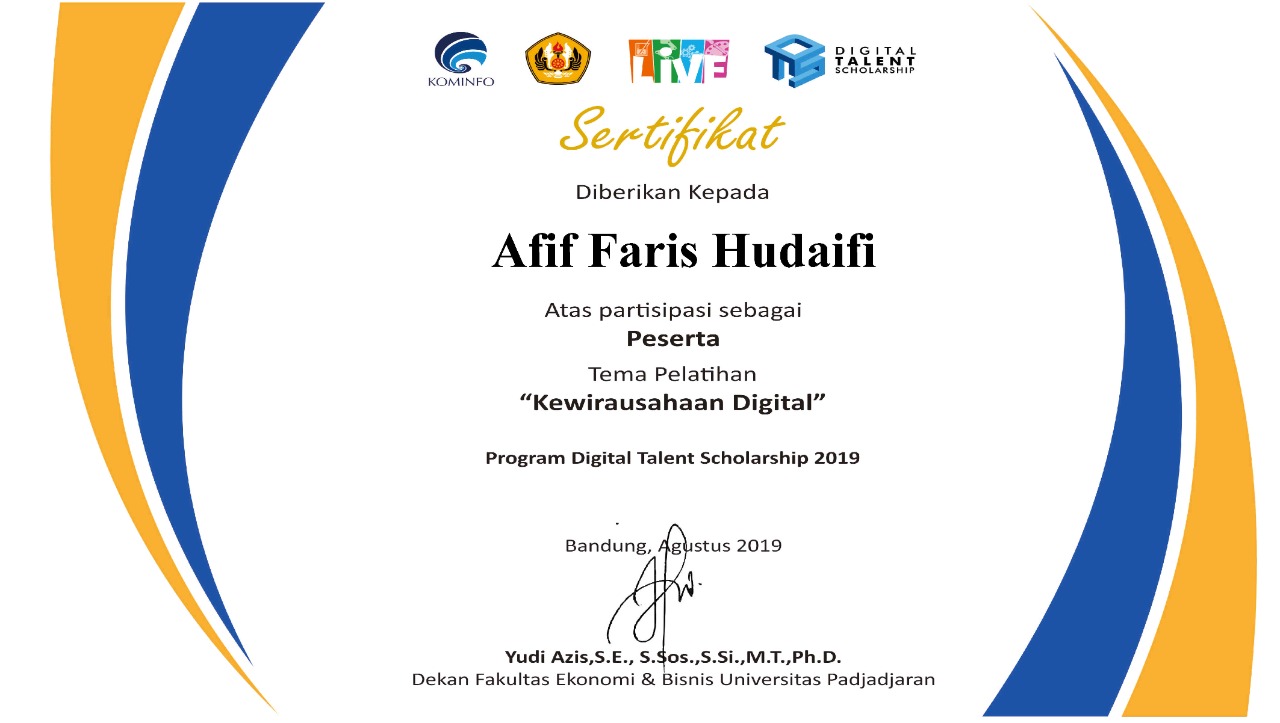 KOMINFO
LIVE
DIGITAL
TALENT
SCHOLARSHIP
Sertifikat
Diberikan Kepada
Afif Faris Hudaifi
Atas partisipasi sebagai
Peserta
Tema Pelatihan
“Kewirausahaan Digital”
Program Digital Talent Scholarship 2019
Bandung, Agustus 2019
Yudi Azis,S.E., S.Sos.,S.Si.,M.T.,Ph.D.
Dekan Fakultas Ekonomi & Bisnis Universitas Padjadjaran